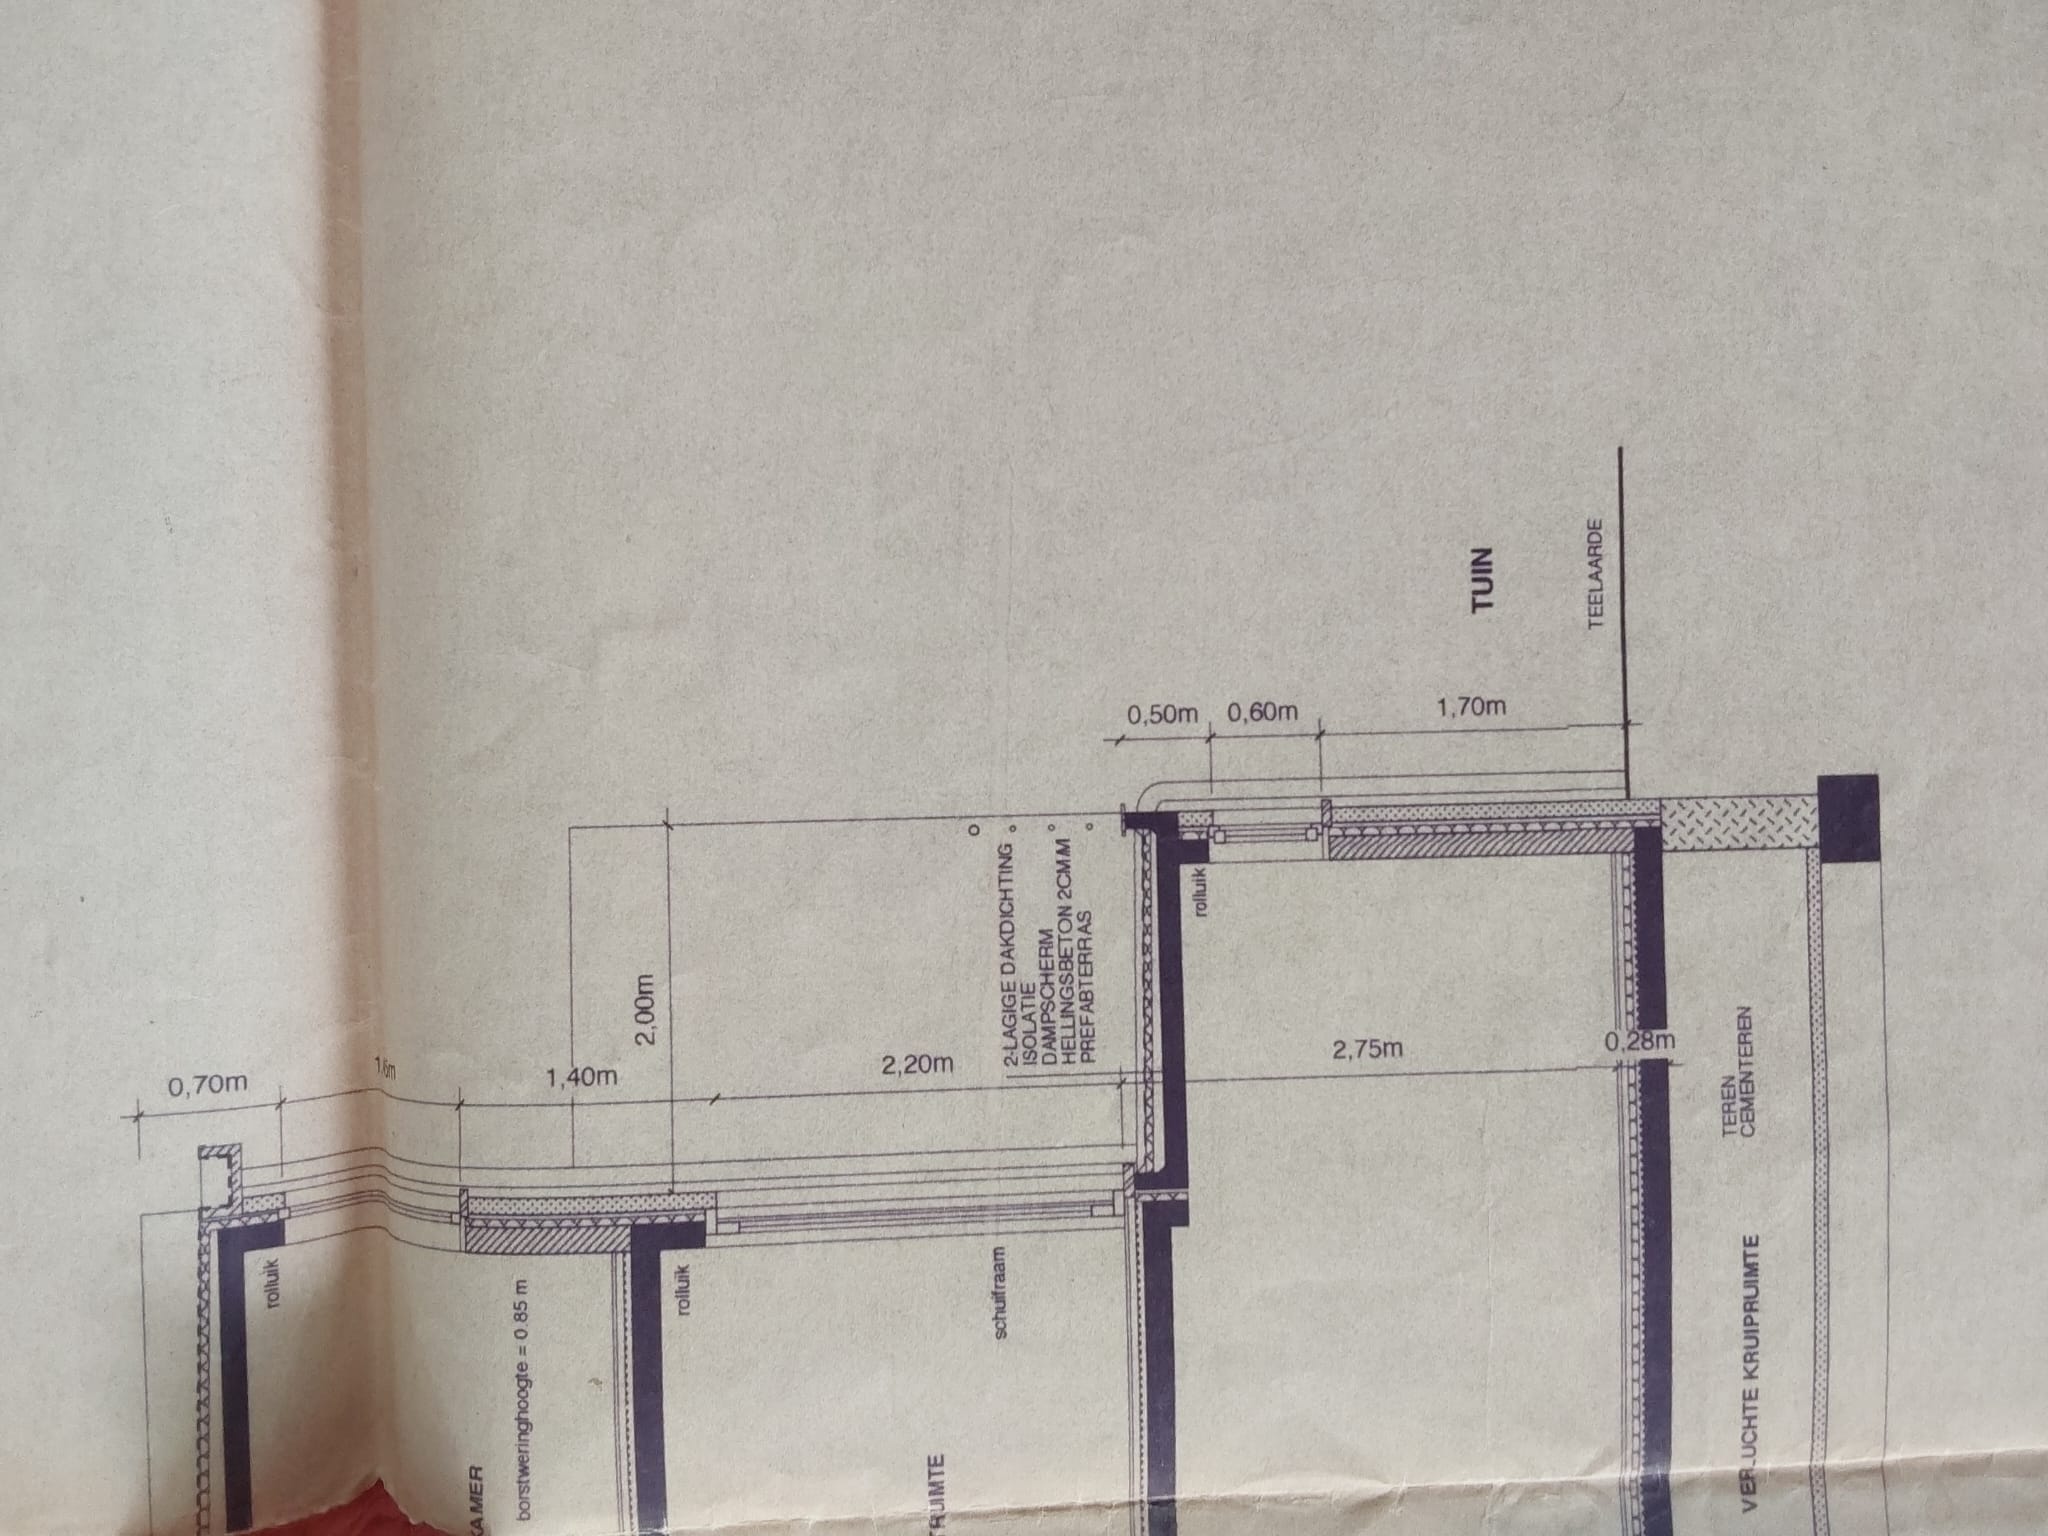 0,70m
1.6m
1,40m
2,20m
2,00m
2-LAGIGE DAKDICHTING
ISOLATIE
DAMPSCHERM
HELLINGSBETON 2CM/M
PREFABTERRAS
0,50m
0,60m
1,70m
TUIN
TEELAARDE
2,75m
0,28m
rolluik
rolluik
rolluik
schuifraam
borstweringhoogte = 0.85 m
KAMER
TEREN
CEMENTEREN
VERLUCHTE KRUIPRUIMTE